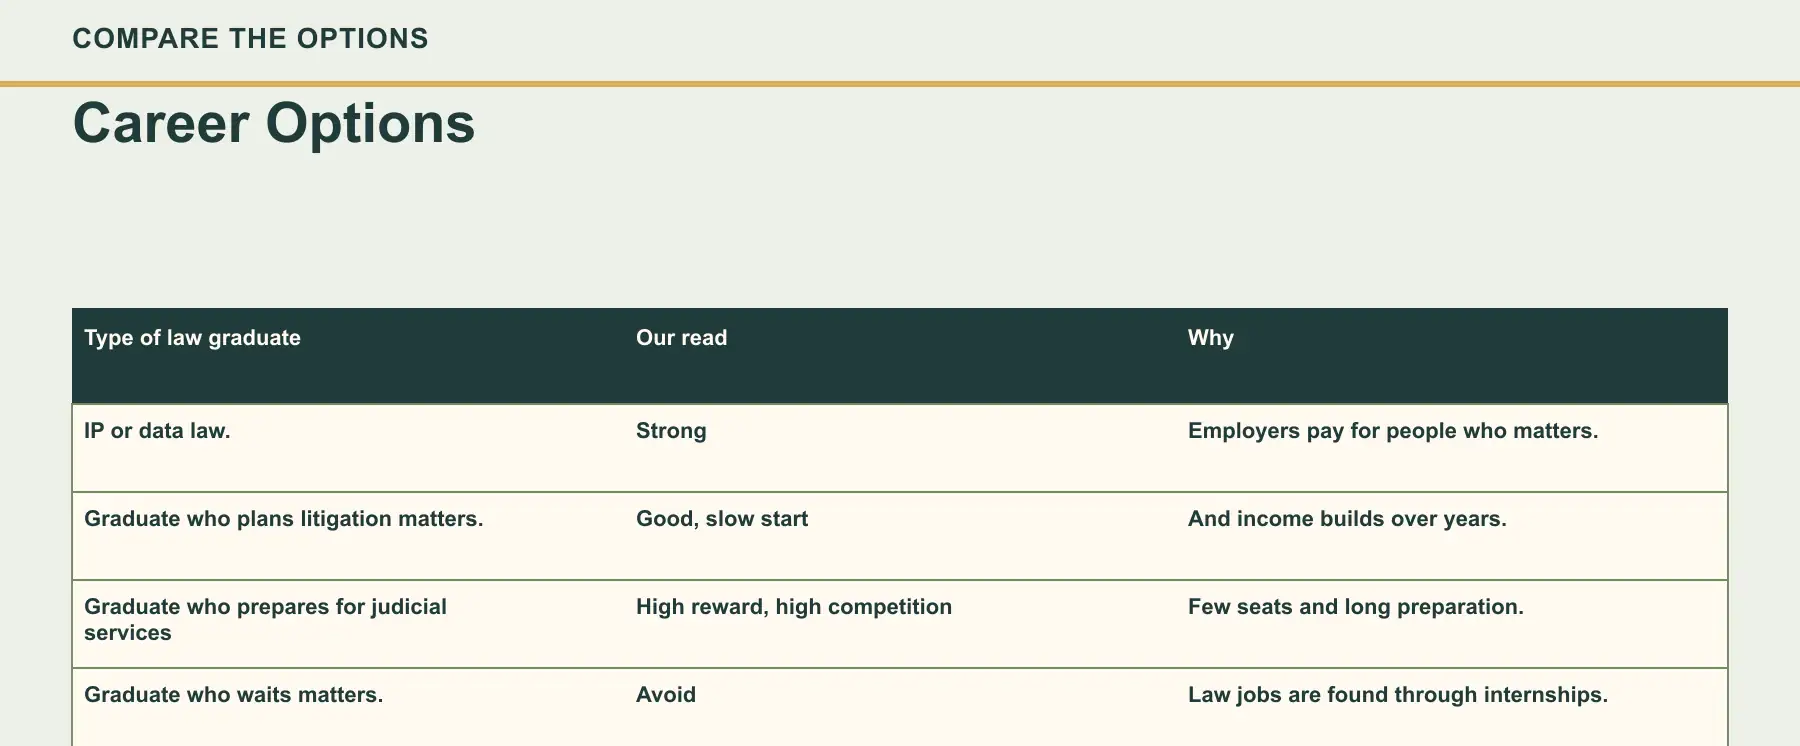 COMPARE THE OPTIONS
Career Options
Type of law graduate
Our read
Why
IP or data law.
Strong
Employers pay for people who matters.
Graduate who plans litigation matters.
Good, slow start
And income builds over years.
Graduate who prepares for judicial
services
High reward, high competition
Few seats and long preparation.
Graduate who waits matters.
Avoid
Law jobs are found through internships.